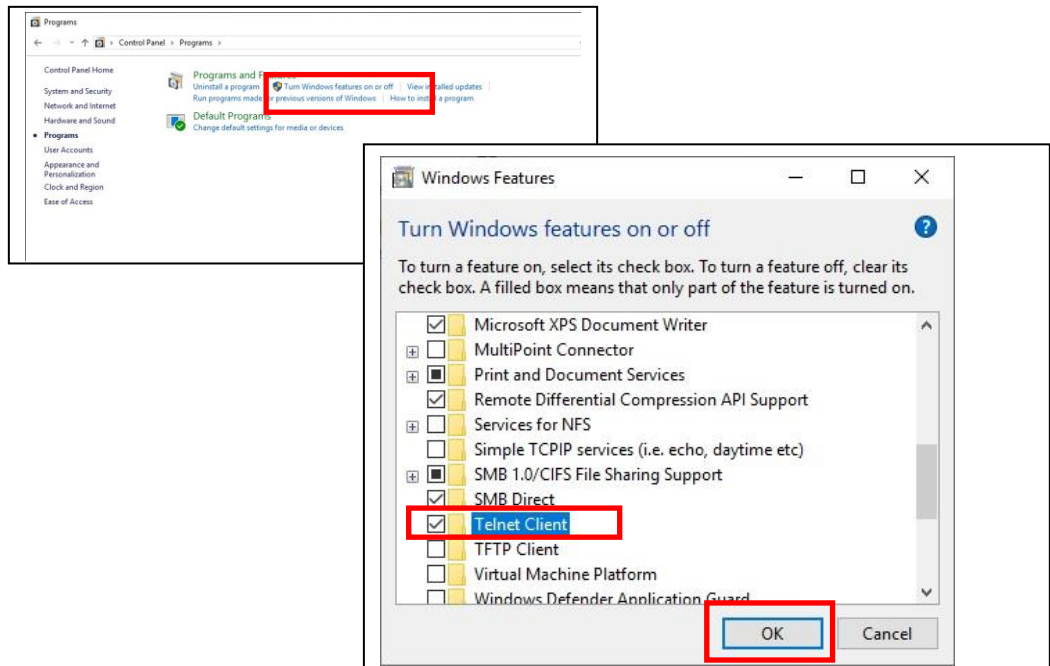 Programs
Control Panel > Programs >
Control Panel Home
System and Security
Network and Internet
Hardware and Sound
Programs
User Accounts
Appearance and
Personalization
Clock and Region
Ease of Access
Programs and
Uninstall a program Turn Windows features on or off View installed updates
Run programs made for previous versions of Windows How to install a program
Default Programs
Change default settings for media or devices
Windows Features
Turn Windows features on or off
To turn a feature on, select its check box. To turn a feature off, clear its
check box. A filled box means that only part of the feature is turned on.
Microsoft XPS Document Writer
MultiPoint Connector
Print and Document Services
Remote Differential Compression API Support
Services for NFS
Simple TCPIP services (i.e. echo, daytime etc)
SMB 1.0/CIFS File Sharing Support
SMB Direct
Telnet Client
TFTP Client
Virtual Machine Platform
Windows Defender Application Guard
OK Cancel